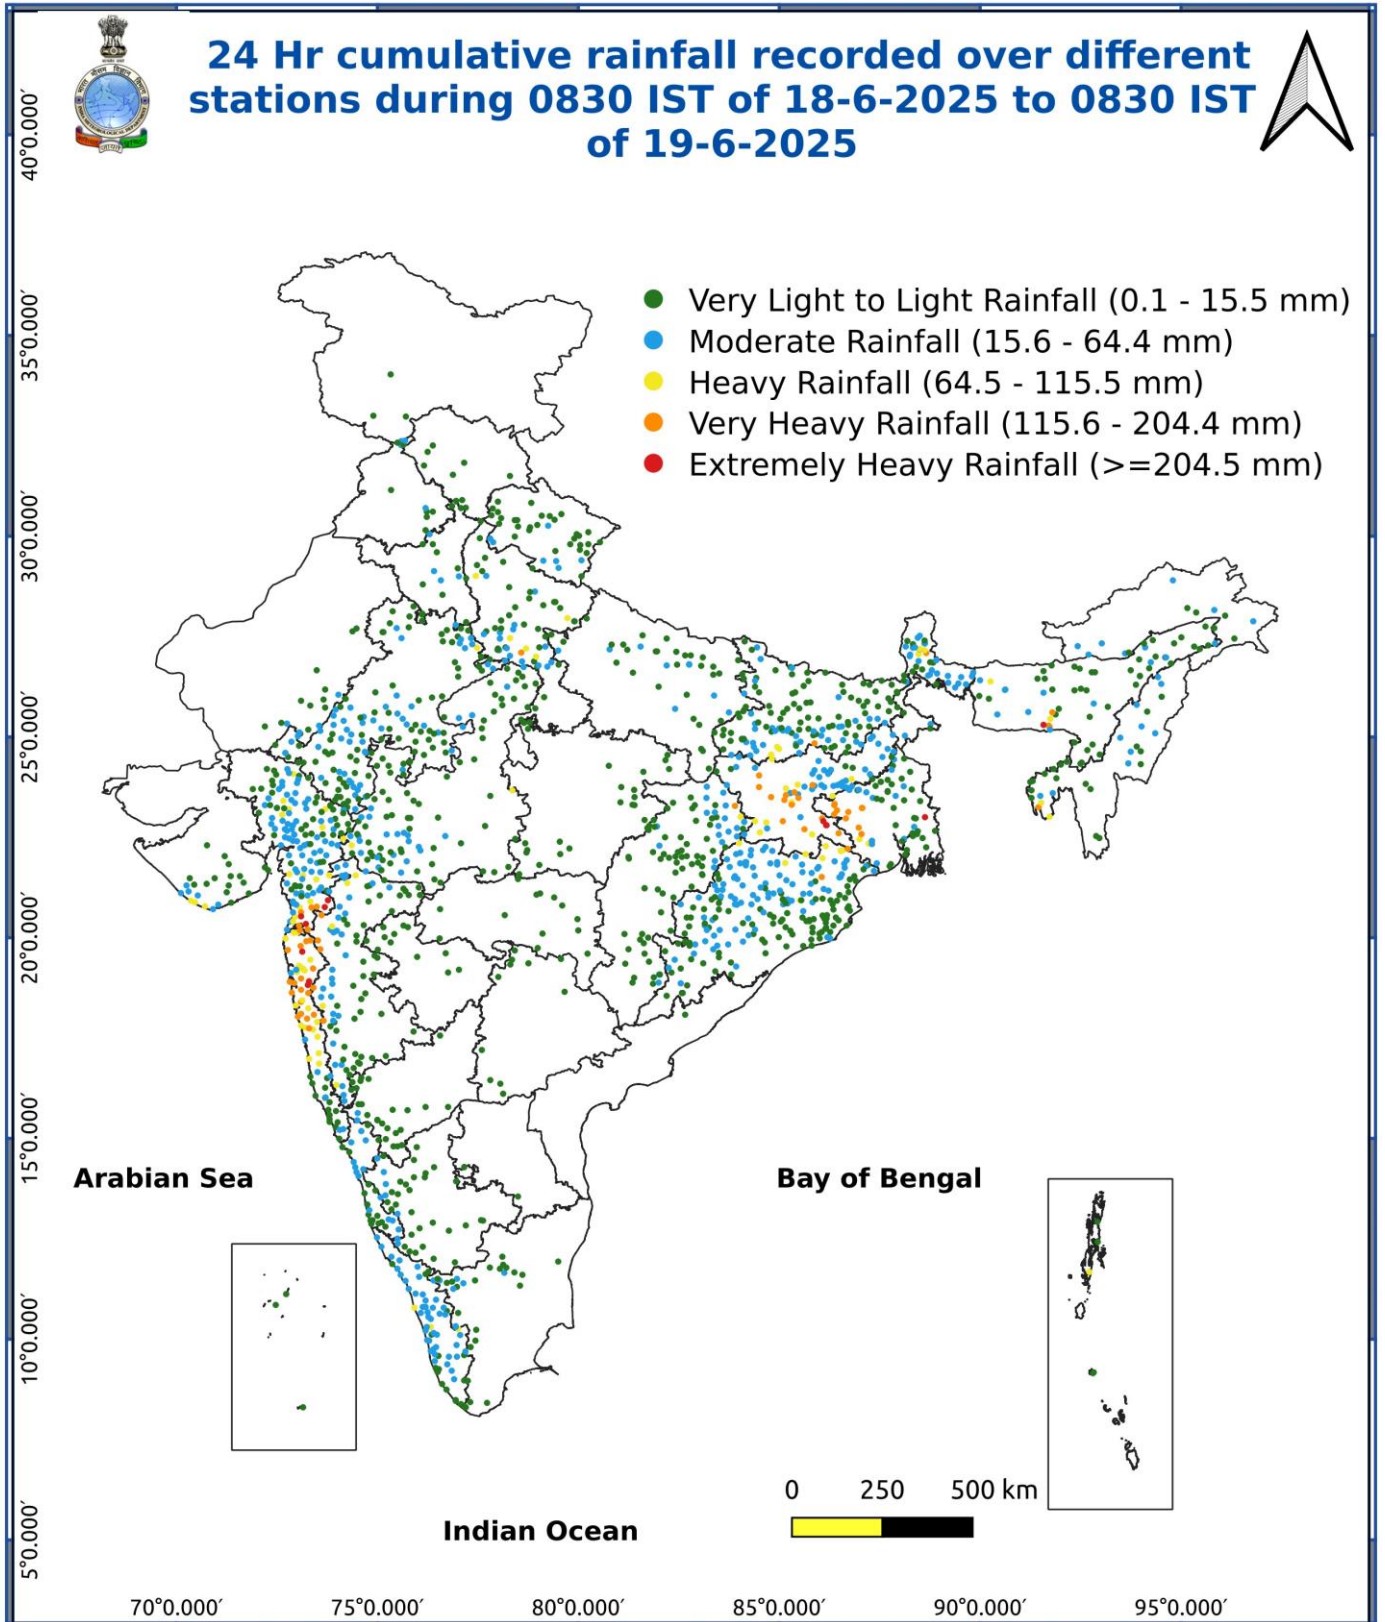 24 Hr cumulative rainfall recorded over different
stations during 0830 IST of 18-6-2025 to 0830 IST
of 19-6-2025
Very Light to Light Rainfall (0.1 - 15.5 mm)
Moderate Rainfall (15.6 - 64.4 mm)
Heavy Rainfall (64.5 - 115.5 mm)
Very Heavy Rainfall (115.6 - 204.4 mm)
Extremely Heavy Rainfall (>=204.5 mm)
40°0.000′
35°0.000′
30°0.000′
25°0.000′
20°0.000′
15°0.000′
10°0.000′
5°0.000′
Arabian Sea
Bay of Bengal
Indian Ocean
0 250 500 km
70°0.000′ 75°0.000′ 80°0.000′ 85°0.000′ 90°0.000′ 95°0.000′